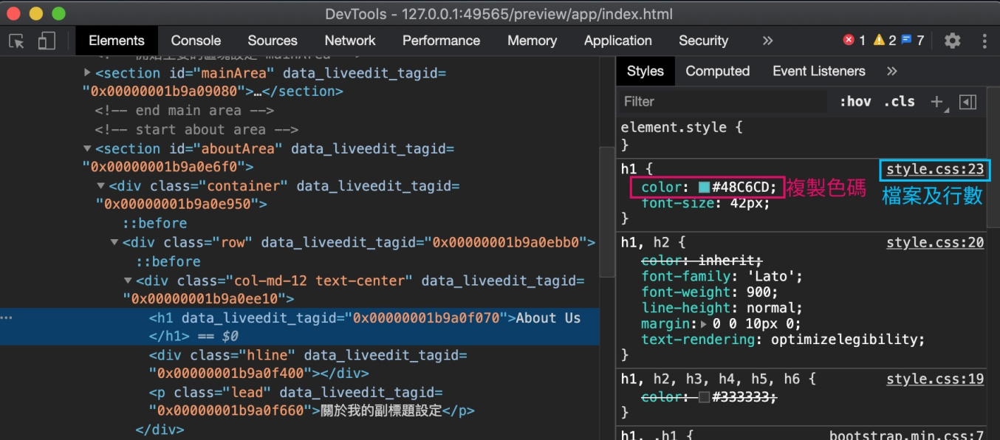 DevTools - 127.0.0.1:49565/preview/app/index.html
Elements Console Sources Network Performance Memory Application Security » 1 2 7
<section id="mainArea" data_liveedit_tagid=
"0x00000001b9a09080">…</section>
<!-- end main area -->
<!-- start about area -->
<section id="aboutArea" data_liveedit_tagid=
"0x00000001b9a0e6f0">
<div class="container" data_liveedit_tagid=
"0x00000001b9a0e950">
::before
<div class="row" data_liveedit_tagid="0x00000001b9a0ebb0">
::before
<div class="col-md-12 text-center" data_liveedit_tagid=
"0x00000001b9a0ee10">
<h1 data_liveedit_tagid="0x00000001b9a0f070">About Us
</h1> == $0
<div class="hline" data_liveedit_tagid=
"0x00000001b9a0f400"></div>
<p class="lead" data_liveedit_tagid=
"0x00000001b9a0f660">關於我的副標題設定</p>
</div>
Styles Computed Event Listeners »
Filter :hov .cls +
element.style {
}
h1 { style.css:23
color: #48C6CD; 複製色碼 檔案及行數
font-size: 42px;
}
h1, h2 { style.css:20
color: inherit;
font-family: 'Lato';
font-weight: 900;
line-height: normal;
margin: 0 0 10px 0;
text-rendering: optimizelegibility;
}
h1, h2, h3, h4, h5, h6 { style.css:19
color: #333333;
}
h1, .h1 { bootstrap.min.css:7